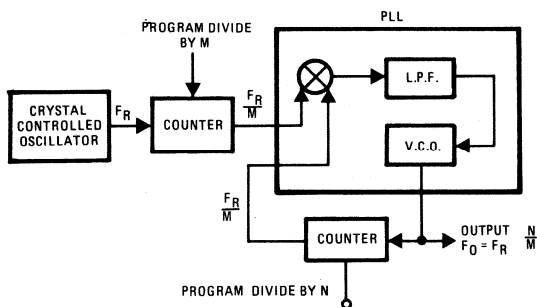 PLL
PROGRAM DIVIDE
BY M
CRYSTAL
CONTROLLED
OSCILLATOR
F_R
COUNTER
F_R
M
L.P.F.
V.C.O.
F_R
M
COUNTER
OUTPUT
F_O = F_R N/M
PROGRAM DIVIDE BY N